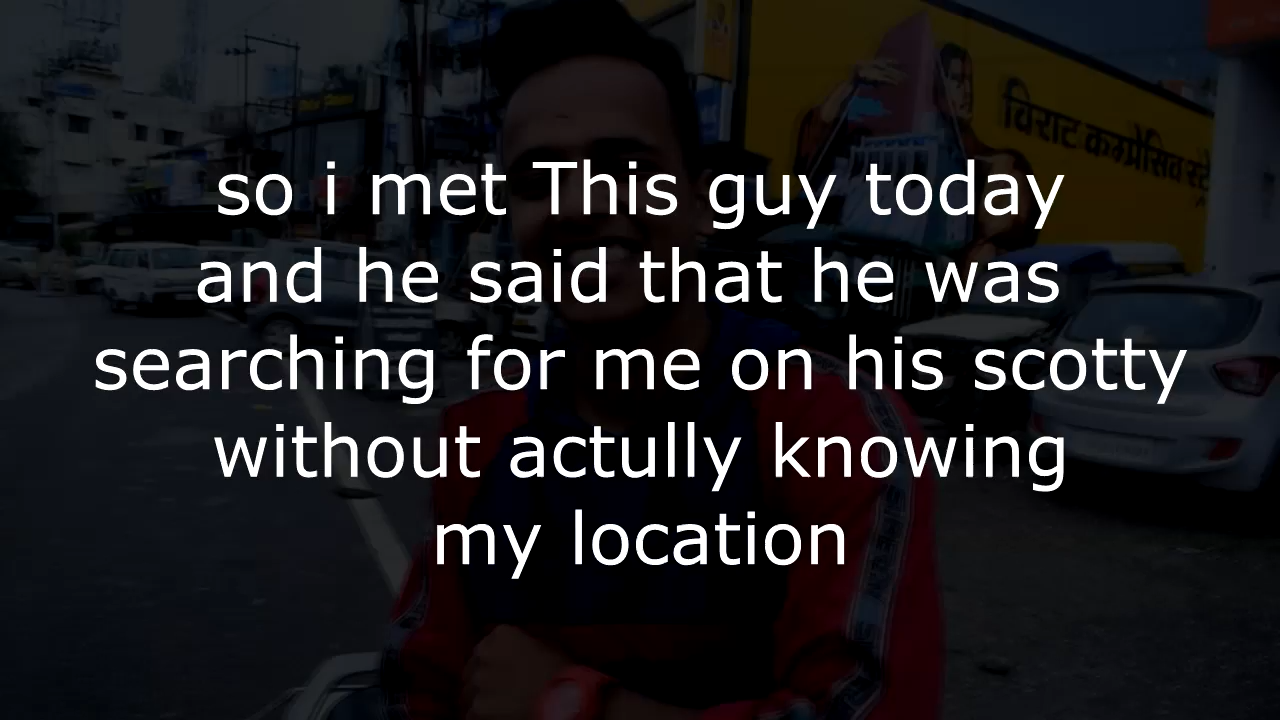 so i met This guy today
and he said that he was
searching for me on his scotty
without actully knowing
my location
विराट कम्प्रेसिव